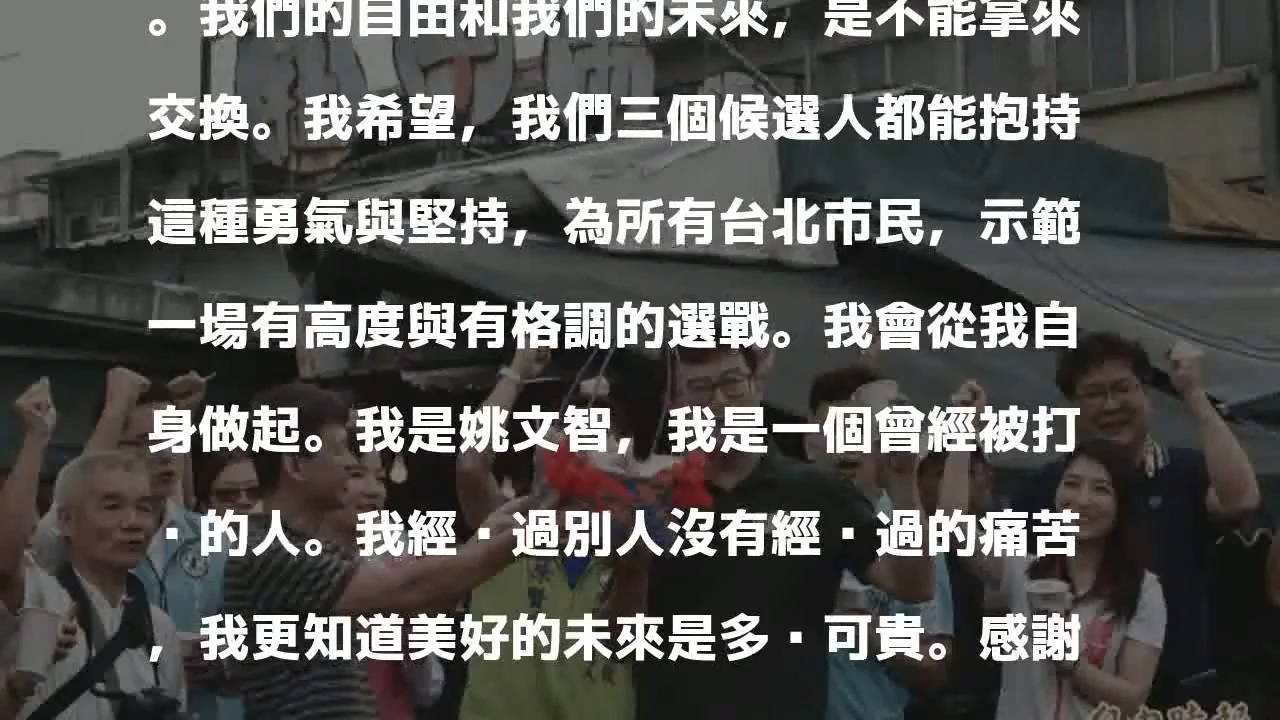 。我們的自由和我們的未來，是不能拿來
交換。我希望，我們三個候選人都能抱持
這種勇氣與堅持，為所有台北市民，示範
一場有高度與有格調的選戰。我會從我自
身做起。我是姚文智，我是一個曾經被打
▪的人。我經▪過別人沒有經▪過的痛苦
，我更知道美好的未來是多▪可貴。感謝
自由時報